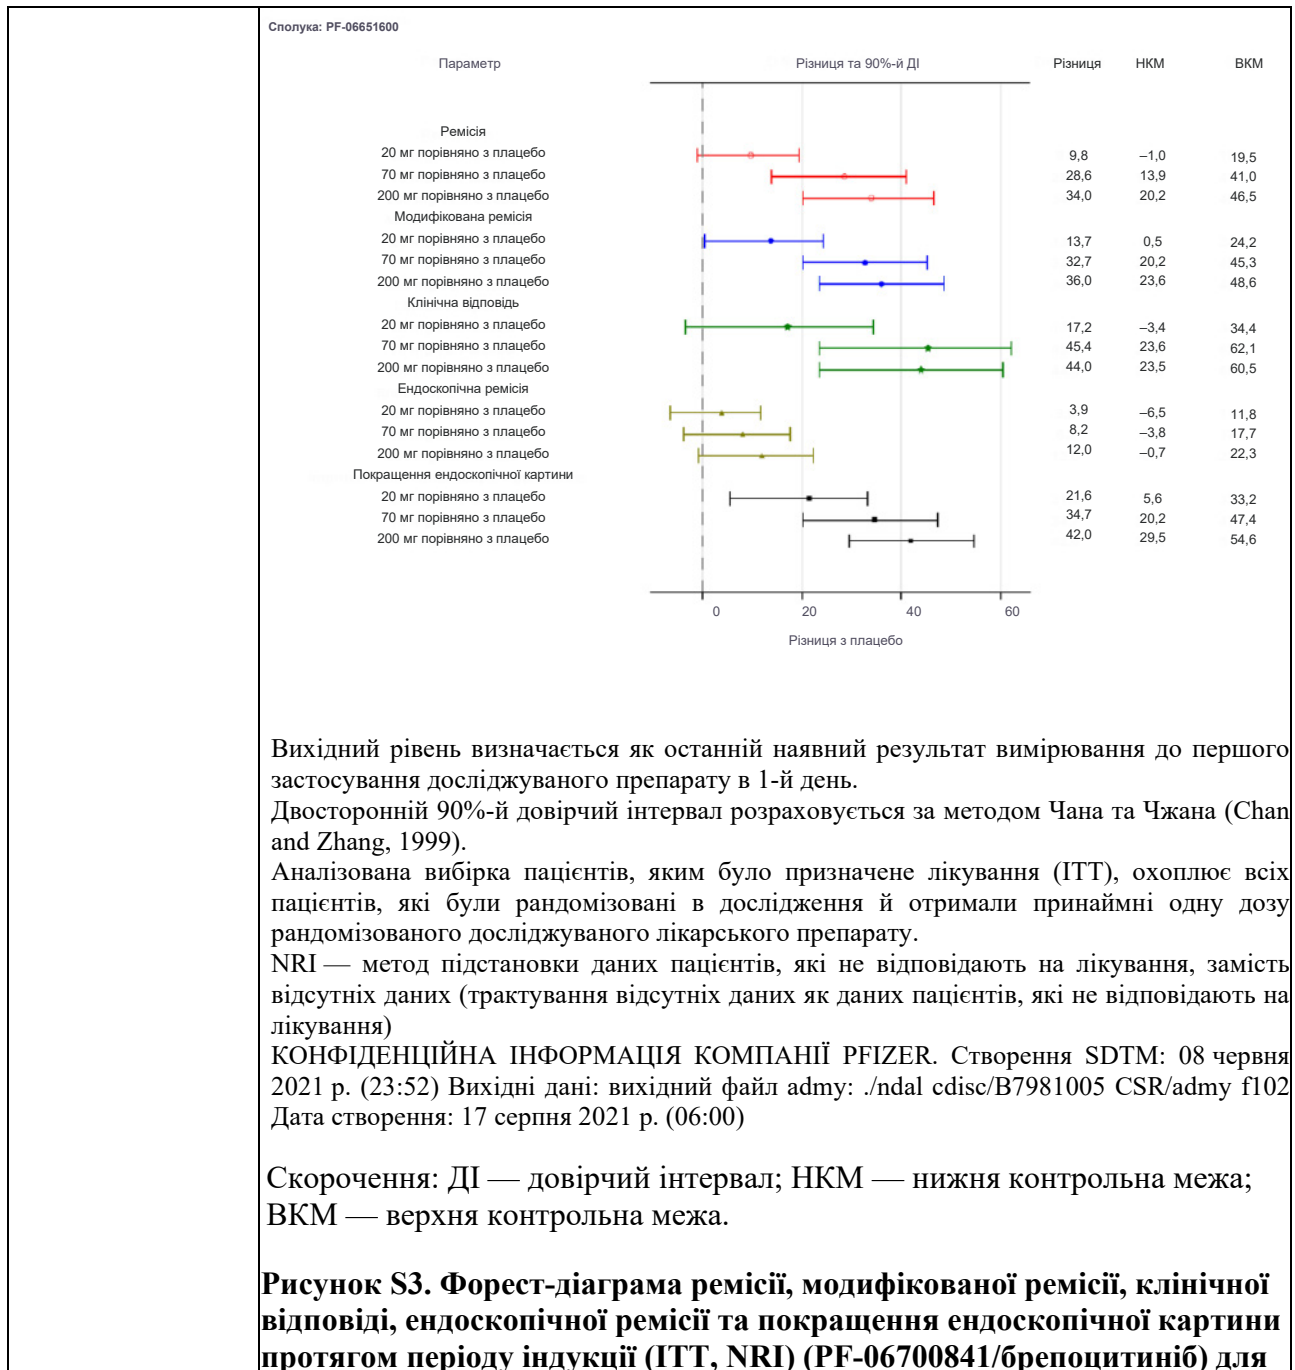 Сполука: PF-06651600
Параметр Різниця та 90%-й ДІ Різниця НКМ ВКМ
Ремісія
20 мг порівняно з плацебо 9,8 –1,0 19,5
70 мг порівняно з плацебо 28,6 13,9 41,0
200 мг порівняно з плацебо 34,0 20,2 46,5
Модифікована ремісія
20 мг порівняно з плацебо 13,7 0,5 24,2
70 мг порівняно з плацебо 32,7 20,2 45,3
200 мг порівняно з плацебо 36,0 23,6 48,6
Клінічна відповідь
20 мг порівняно з плацебо 17,2 –3,4 34,4
70 мг порівняно з плацебо 45,4 23,6 62,1
200 мг порівняно з плацебо 44,0 23,5 60,5
Ендоскопічна ремісія
20 мг порівняно з плацебо 3,9 –6,5 11,8
70 мг порівняно з плацебо 8,2 –3,8 17,7
200 мг порівняно з плацебо 12,0 –0,7 22,3
Покращення ендоскопічної картини
20 мг порівняно з плацебо 21,6 5,6 33,2
70 мг порівняно з плацебо 34,7 20,2 47,4
200 мг порівняно з плацебо 42,0 29,5 54,6
0 20 40 60
Різниця з плацебо
Вихідний рівень визначається як останній наявний результат вимірювання до першого
застосування досліджуваного препарату в 1-й день.
Двосторонній 90%-й довірчий інтервал розраховується за методом Чана та Чжана (Chan
and Zhang, 1999).
Аналізована вибірка пацієнтів, яким було призначене лікування (ITT), охоплює всіх
пацієнтів, які були рандомізовані в дослідження й отримали принаймні одну дозу
рандомізованого досліджуваного лікарського препарату.
NRI — метод підстановки даних пацієнтів, які не відповідають на лікування, замість
відсутніх даних (трактування відсутніх даних як даних пацієнтів, які не відповідають на
лікування)
КОНФІДЕНЦІЙНА ІНФОРМАЦІЯ КОМПАНІЇ PFIZER. Створення SDTM: 08 червня
2021 р. (23:52) Вихідні дані: вихідний файл admy: ./ndal cdisc/B7981005 CSR/admy f102
Дата створення: 17 серпня 2021 р. (06:00)
Скорочення: ДІ — довірчий інтервал; НКМ — нижня контрольна межа;
ВКМ — верхня контрольна межа.
Рисунок S3. Форест-діаграма ремісії, модифікованої ремісії, клінічної
відповіді, ендоскопічної ремісії та покращення ендоскопічної картини
протягом періоду індукції (ITT, NRI) (PF-06700841/брепоцитиніб) для